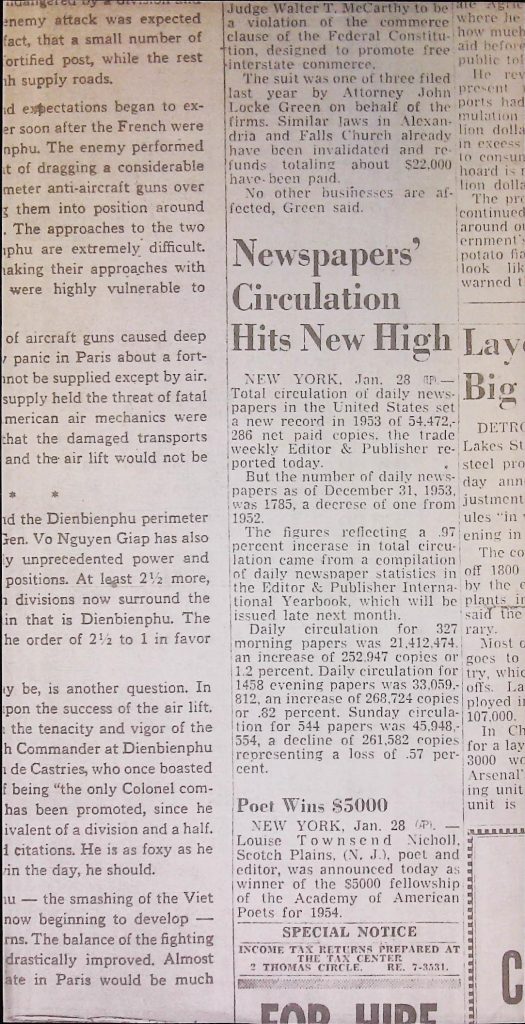 enemy attack was expected
fact, that a small number of
ortified post, while the rest
h supply roads.
d expectations began to ex-
er soon after the French were
nphu. The enemy performed
t of dragging a considerable
meter anti-aircraft guns over
g them into position around
. The approaches to the two
nphu are extremely difficult.
aking their approaches with
were highly vulnerable to
of aircraft guns caused deep
y panic in Paris about a fort-
not be supplied except by air.
supply held the threat of fatal
merican air mechanics were
that the damaged transports
and the air lift would not be
* *
d the Dienbienphu perimeter
Gen. Vo Nguyen Giap has also
y unprecedented power and
positions. At least 2½ more,
n divisions now surround the
in that is Dienbienphu. The
he order of 2½ to 1 in favor
y be, is another question. In
pon the success of the air lift.
the tenacity and vigor of the
h Commander at Dienbienphu
de Castries, who once boasted
f being "the only Colonel com-
has been promoted, since he
ivalent of a division and a half.
l citations. He is as foxy as he
in the day, he should.
u — the smashing of the Viet
now beginning to develop —
rns. The balance of the fighting
drastically improved. Almost
ate in Paris would be much
Judge Walter T. McCarthy to be
a violation of the commerce
clause of the Federal Constitu-
tion, designed to promote free
interstate commerce.
The suit was one of three filed
last year by Attorney John
Locke Green on behalf of the
firms. Similar laws in Alexan-
dria and Falls Church already
have been invalidated and re-
funds totaling about $22,000
have been paid.
No other businesses are af-
fected, Green said.
Newspapers'
Circulation
Hits New High
NEW YORK, Jan. 28 (AP).—
Total circulation of daily news-
papers in the United States set
a new record in 1953 of 54,472,-
286 net paid copies, the trade
weekly Editor & Publisher re-
ported today.
But the number of daily news-
papers as of December 31, 1953,
was 1785, a decrese of one from
1952.
The figures reflecting a .97
percent incerase in total circu-
lation came from a compilation
of daily newspaper statistics in
the Editor & Publisher Interna-
tional Yearbook, which will be
issued late next month.
Daily circulation for 327
morning papers was 21,412,474,
an increase of 252,947 copies or
1.2 percent. Daily circulation for
1458 evening papers was 33,059,-
812, an increase of 268,724 copies
or .82 percent. Sunday circula-
tion for 544 papers was 45,948,-
554, a decline of 261,582 copies
representing a loss of .57 per-
cent.
Poet Wins $5000
NEW YORK, Jan. 28 (AP). —
Louise Townsend Nicholl,
Scotch Plains, (N. J.), poet and
editor, was announced today as
winner of the $5000 fellowship
of the Academy of American
Poets for 1954.
SPECIAL NOTICE
INCOME TAX RETURNS PREPARED AT
THE TAX CENTER
2 THOMAS CIRCLE. RE. 7-3531.
FOR HIRE
where he
how much
aid before
public tol
He rev
present
ports had
mulation
lion dolla
in excess
to consum
hoard is n
lion dolla
The pre
continued
around o
ernment'
potato fia
look lik
warned t
Laye
Big
DETRO
Lakes St
steel pro
day ann
justment
ules "in
ening in
The co
off 1800
by the c
plants in
said the
rary.
Most o
goes to
try, whic
offs. La
ployed i
107,000.
In Ch
for a lay
3000 wo
Arsenal'
ing unit
unit is
C